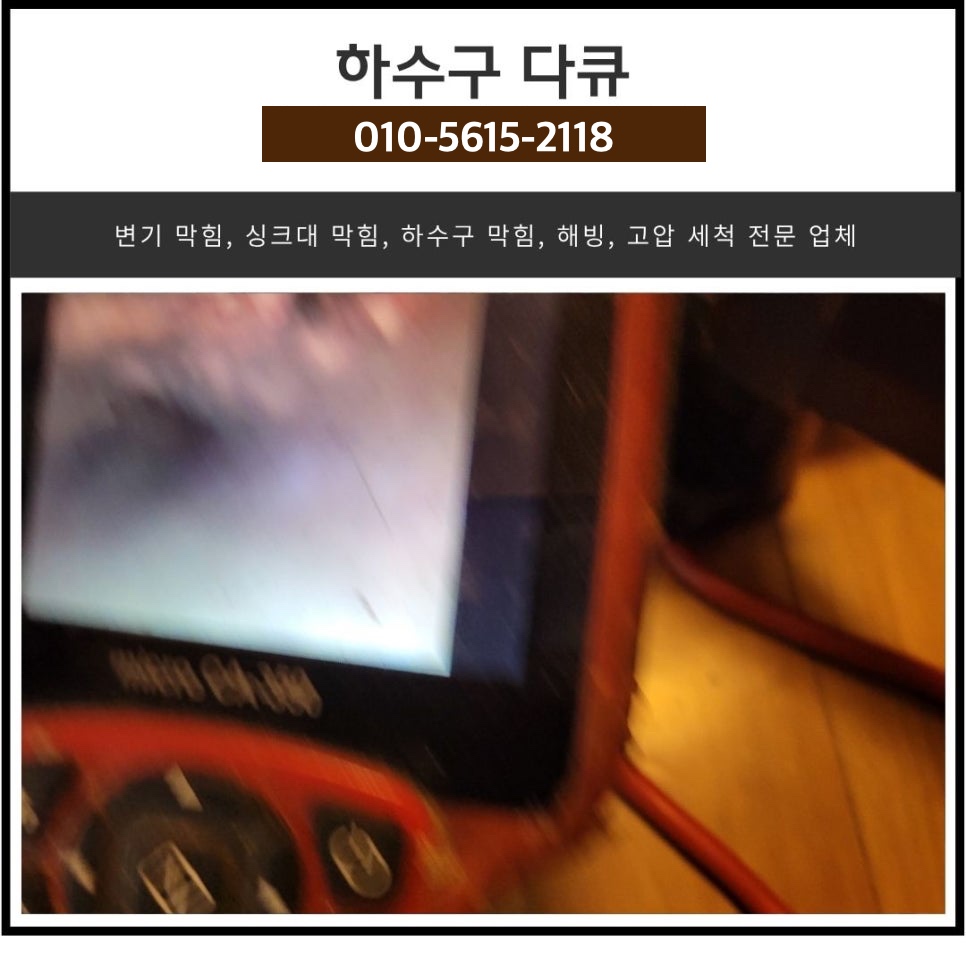 하수구 다큐
010-5615-2118
변기 막힘, 싱크대 막힘, 하수구 막힘, 해빙, 고압 세척 전문 업체